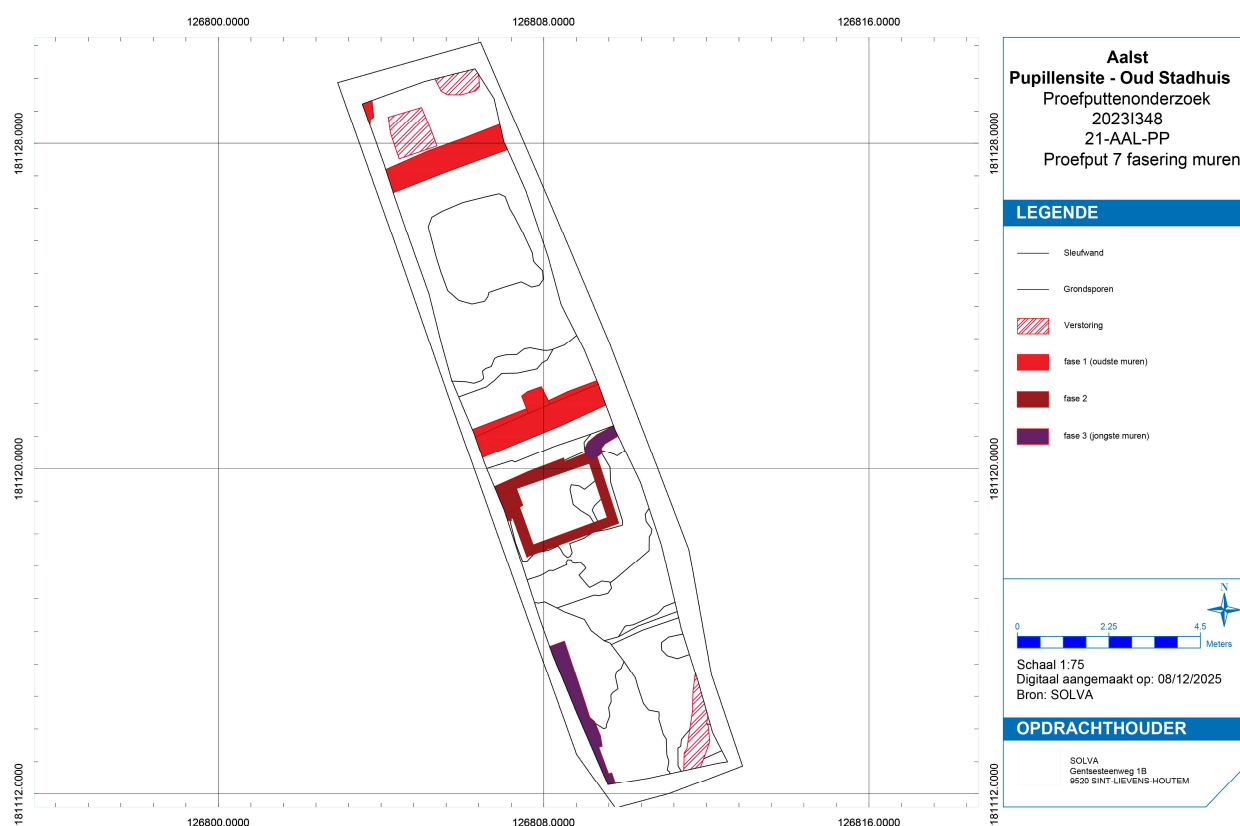 126800.0000
126808.0000
126816.0000
181128.0000
181128.0000
181120.0000
181120.0000
181112.0000
181112.0000
126800.0000
126808.0000
126816.0000
Aalst
Pupillensite - Oud Stadhuis
Proefputtenonderzoek
2023I348
21-AAL-PP
Proefput 7 fasering muren
LEGENDE
Sleufwand
Grondsporen
Verstoring
fase 1 (oudste muren)
fase 2
fase 3 (jongste muren)
N
0 2.25 4.5
Meters
Schaal 1:75
Digitaal aangemaakt op: 08/12/2025
Bron: SOLVA
OPDRACHTHOUDER
SOLVA
Gentsesteenweg 1B
9520 SINT-LIEVENS-HOUTEM